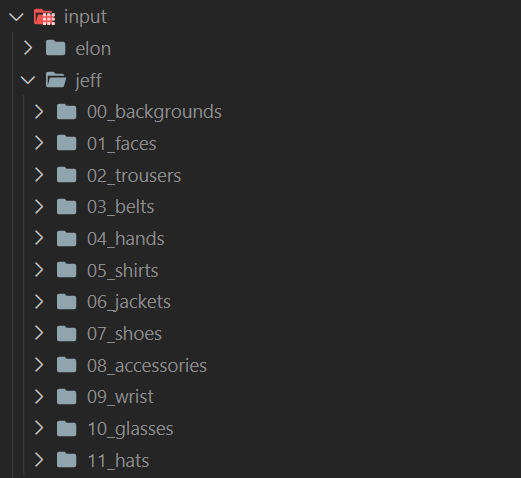 input
elon
jeff
00_backgrounds
01_faces
02_trousers
03_belts
04_hands
05_shirts
06_jackets
07_shoes
08_accessories
09_wrist
10_glasses
11_hats